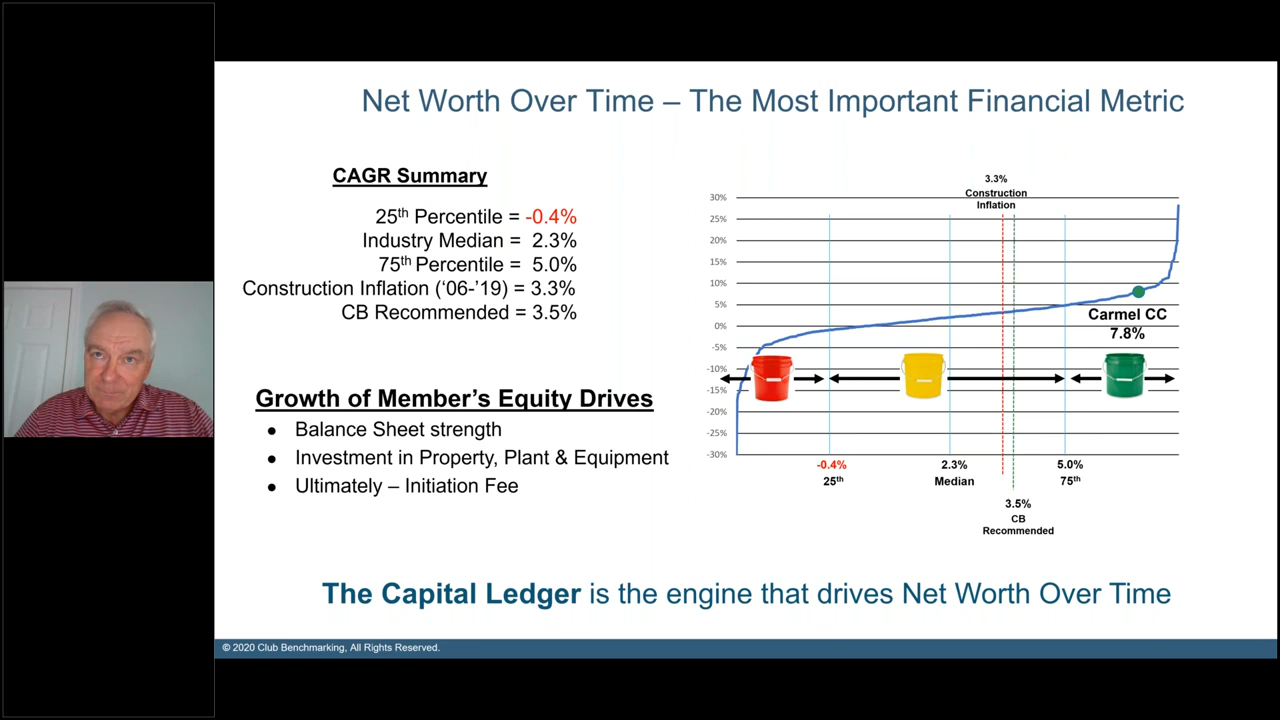 Net Worth Over Time – The Most Important Financial Metric
CAGR Summary
25th Percentile = -0.4%
Industry Median = 2.3%
75th Percentile = 5.0%
Construction Inflation (‘06-’19) = 3.3%
CB Recommended = 3.5%
Growth of Member’s Equity Drives
● Balance Sheet strength
● Investment in Property, Plant & Equipment
● Ultimately – Initiation Fee
3.3%
Construction
Inflation
30%
25%
20%
15%
10%
5%
0%
-5%
-10%
-15%
-20%
-25%
-30%
Carmel CC
7.8%
-0.4%
25th
2.3%
Median
5.0%
75th
3.5%
CB
Recommended
The Capital Ledger is the engine that drives Net Worth Over Time
© 2020 Club Benchmarking, All Rights Reserved.